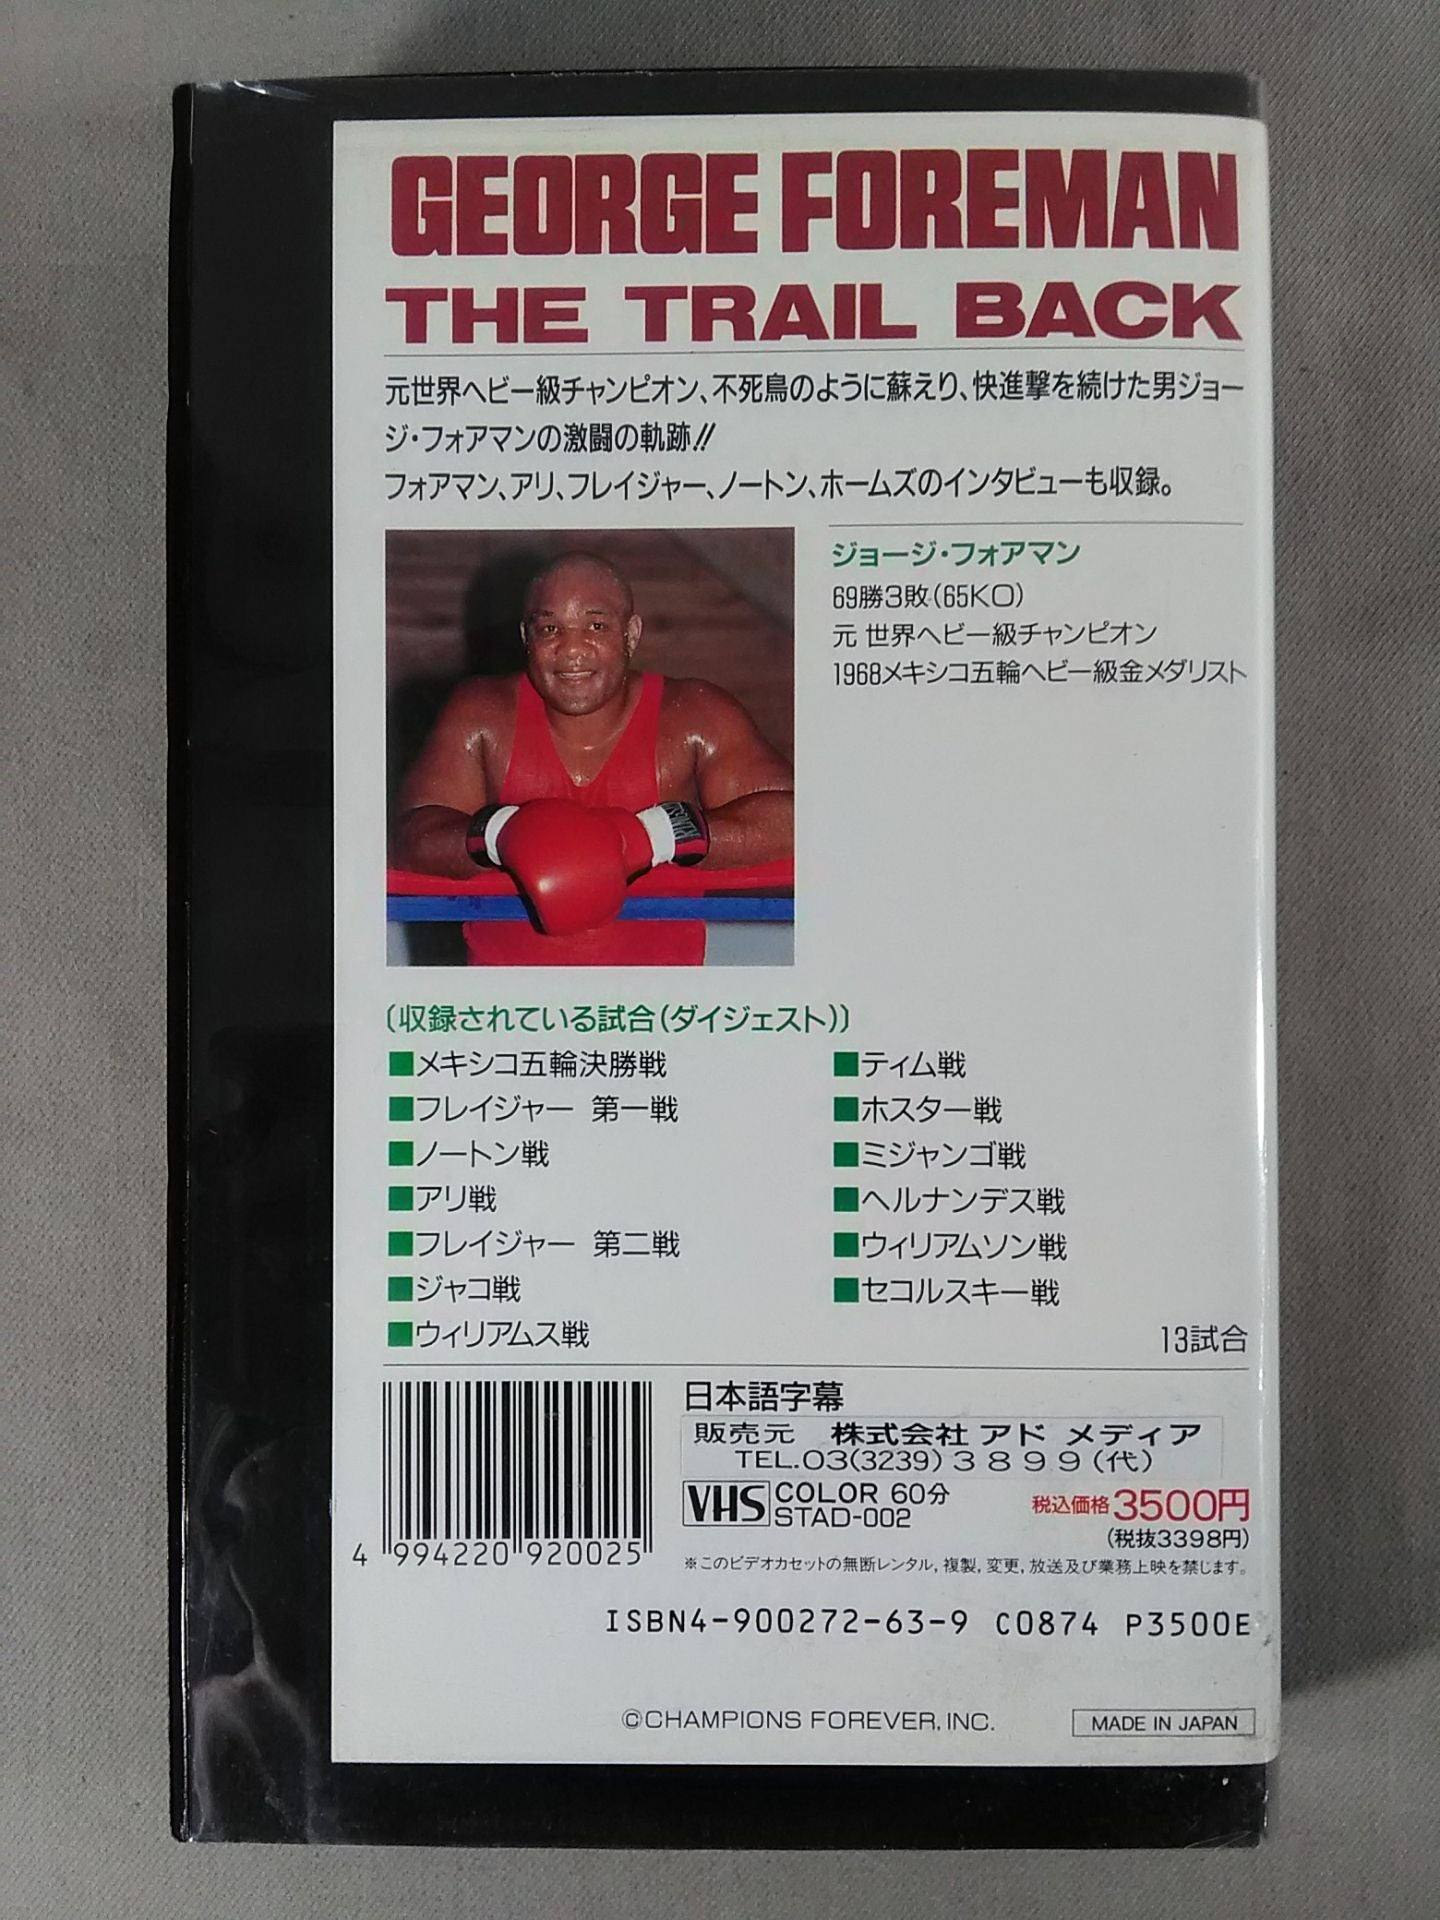 GEORGE FOREMAN
THE TRAIL BACK
元世界ヘビー級チャンピオン、不死鳥のように蘇えり、快進撃を続けた男ジョー
ジ・フォアマンの激闘の軌跡!!
フォアマン、アリ、フレイジャー、ノートン、ホームズのインタビューも収録。
ジョージ・フォアマン
69勝3敗(65KO)
元 世界ヘビー級チャンピオン
1968メキシコ五輪ヘビー級金メダリスト
〔収録されている試合(ダイジェスト)〕
■メキシコ五輪決勝戦
■フレイジャー 第一戦
■ノートン戦
■アリ戦
■フレイジャー 第二戦
■ジャコ戦
■ウィリアムス戦
■ティム戦
■ホスター戦
■ミジャンゴ戦
■ヘルナンデス戦
■ウィリアムソン戦
■セコルスキー戦
13試合
4 994220 920025
日本語字幕
販売元 株式会社 アド メディア
TEL.03(3239)3899(代)
VHS COLOR 60分
STAD-002
税込価格3500円
(税抜3398円)
※このビデオカセットの無断レンタル,複製,変更,放送及び業務上映を禁じます。
ISBN4-900272-63-9 C0874 P3500E
©CHAMPIONS FOREVER, INC.
MADE IN JAPAN